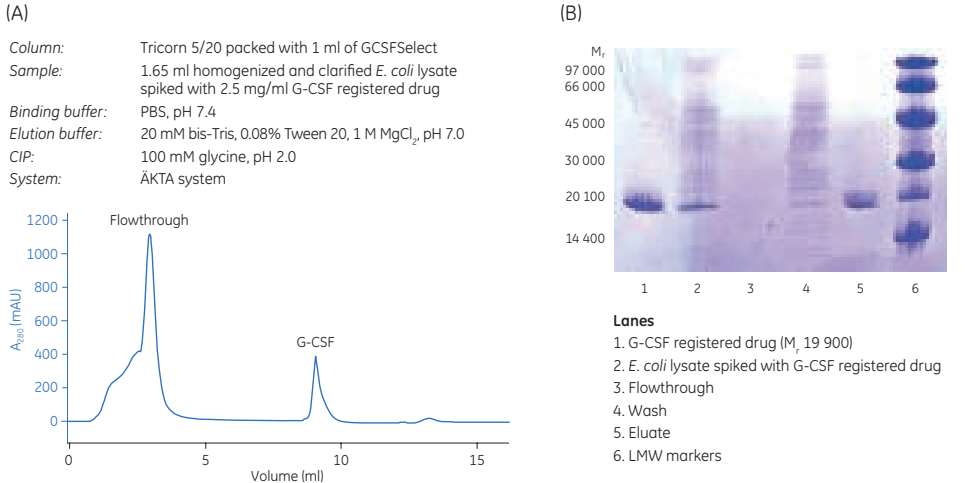 (A)
Column: Tricorn 5/20 packed with 1 ml of GCSFSelect
Sample: 1.65 ml homogenized and clarified E. coli lysate
spiked with 2.5 mg/ml G-CSF registered drug
Binding buffer: PBS, pH 7.4
Elution buffer: 20 mM bis-Tris, 0.08% Tween 20, 1 M MgCl₂, pH 7.0
CIP: 100 mM glycine, pH 2.0
System: ÄKTA system
1200
1000
800
600
400
200
0
A₂₈₀ (mAU)
Flowthrough
G-CSF
0 5 10 15
Volume (ml)
(B)
Mᵣ
97 000
66 000
45 000
30 000
20 100
14 400
1 2 3 4 5 6
Lanes
1. G-CSF registered drug (Mᵣ 19 900)
2. E. coli lysate spiked with G-CSF registered drug
3. Flowthrough
4. Wash
5. Eluate
6. LMW markers